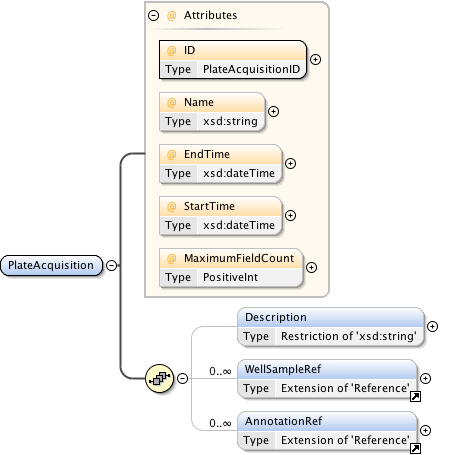 Attributes
@ ID
Type PlateAcquisitionID
@ Name
Type xsd:string
@ EndTime
Type xsd:dateTime
@ StartTime
Type xsd:dateTime
@ MaximumFieldCount
Type PositiveInt
PlateAcquisition
Description
Type Restriction of 'xsd:string'
0..∞ WellSampleRef
Type Extension of 'Reference'
0..∞ AnnotationRef
Type Extension of 'Reference'